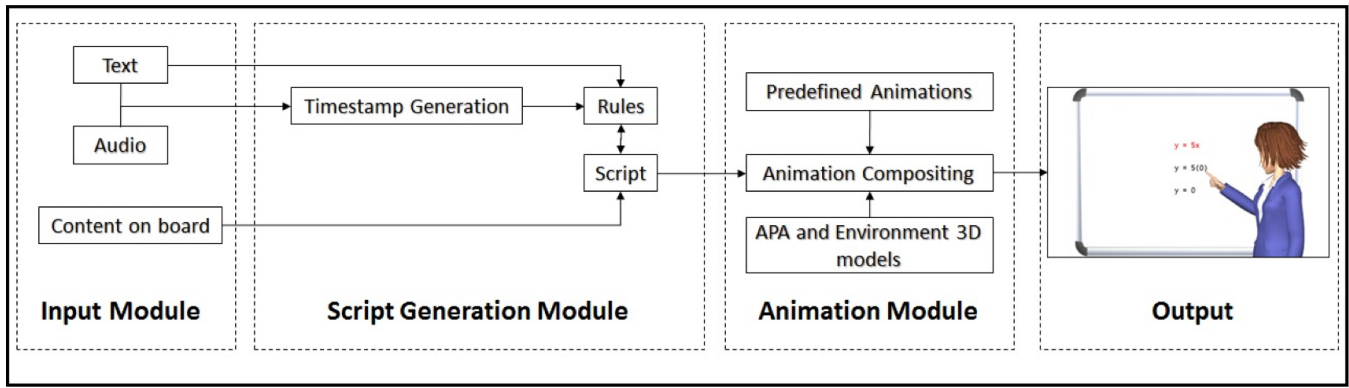 Text
Audio
Content on board
Input Module
Timestamp Generation
Rules
Script
Script Generation Module
Predefined Animations
Animation Compositing
APA and Environment 3D
models
Animation Module
y = 5x
y = 5(0)
y = 0
Output